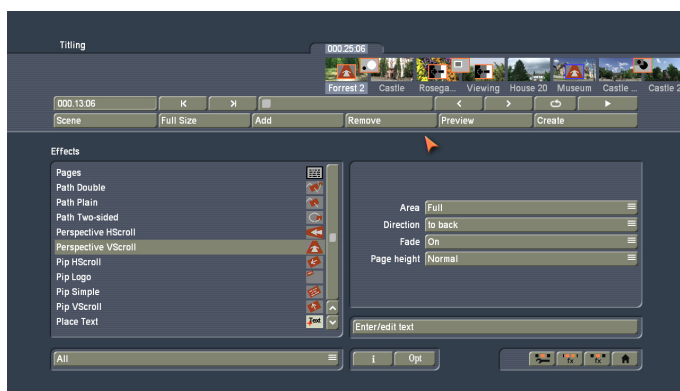 Titling
000.25:06
Forrest 2 Castle Rosega... Viewing House 20 Museum Castle ... Castle 2
000.13:06
Scene Full Size Add Remove Preview Create
Effects
Pages
Path Double
Path Plain
Path Two-sided
Perspective HScroll
Perspective VScroll
Pip HScroll
Pip Logo
Pip Simple
Pip VScroll
Place Text
Text
Area Full
Direction to back
Fade On
Page height Normal
Enter/edit text
All
i Opt
fx fx